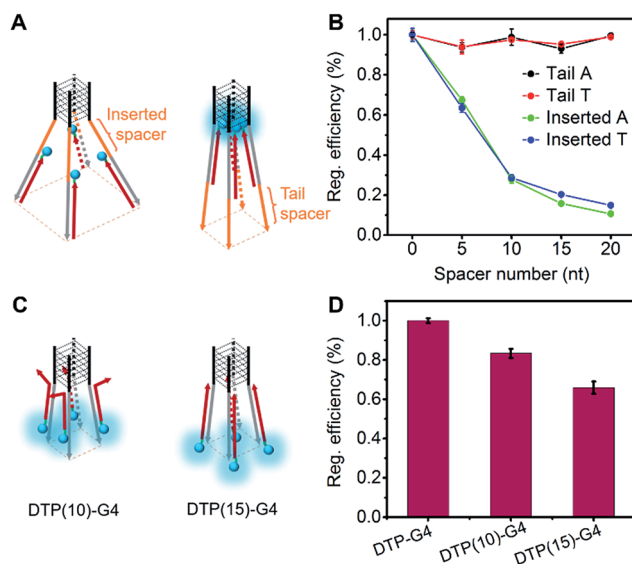 A
Inserted
spacer
Tail
spacer
B
Reg. efficiency (%)
1.0
0.8
0.6
0.4
0.2
0.0
Tail A
Tail T
Inserted A
Inserted T
0 5 10 15 20
Spacer number (nt)
C
DTP(10)-G4
DTP(15)-G4
D
Reg. efficiency (%)
1.0
0.8
0.6
0.4
0.2
0.0
DTP-G4
DTP(10)-G4
DTP(15)-G4